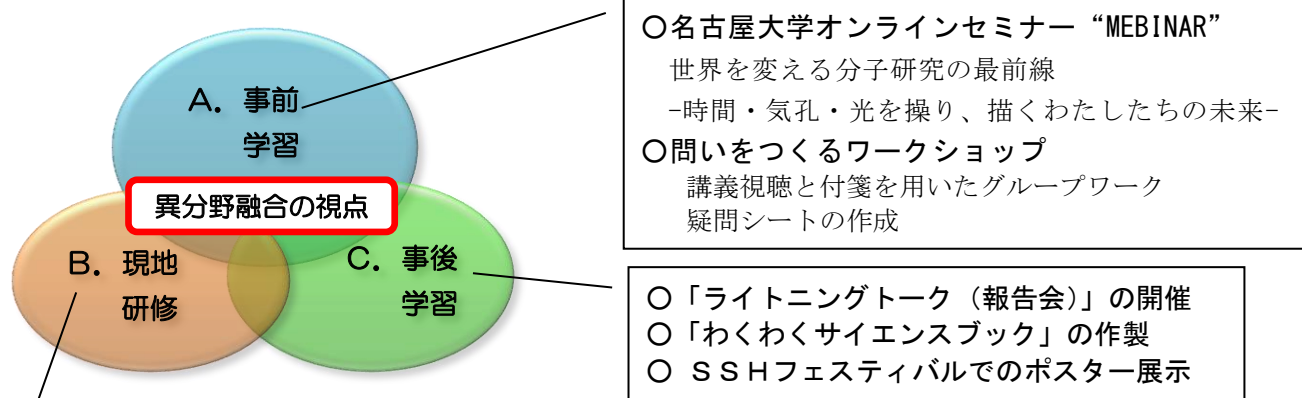 A．事前
学習
異分野融合の視点
B．現地
研修
C．事後
学習
○名古屋大学オンラインセミナー“MEBINAR”
世界を変える分子研究の最前線
−時間・気孔・光を操り、描くわたしたちの未来−
○問いをつくるワークショップ
講義視聴と付箋を用いたグループワーク
疑問シートの作成
○「ライトニングトーク（報告会）」の開催
○「わくわくサイエンスブック」の作製
○ ＳＳＨフェスティバルでのポスター展示